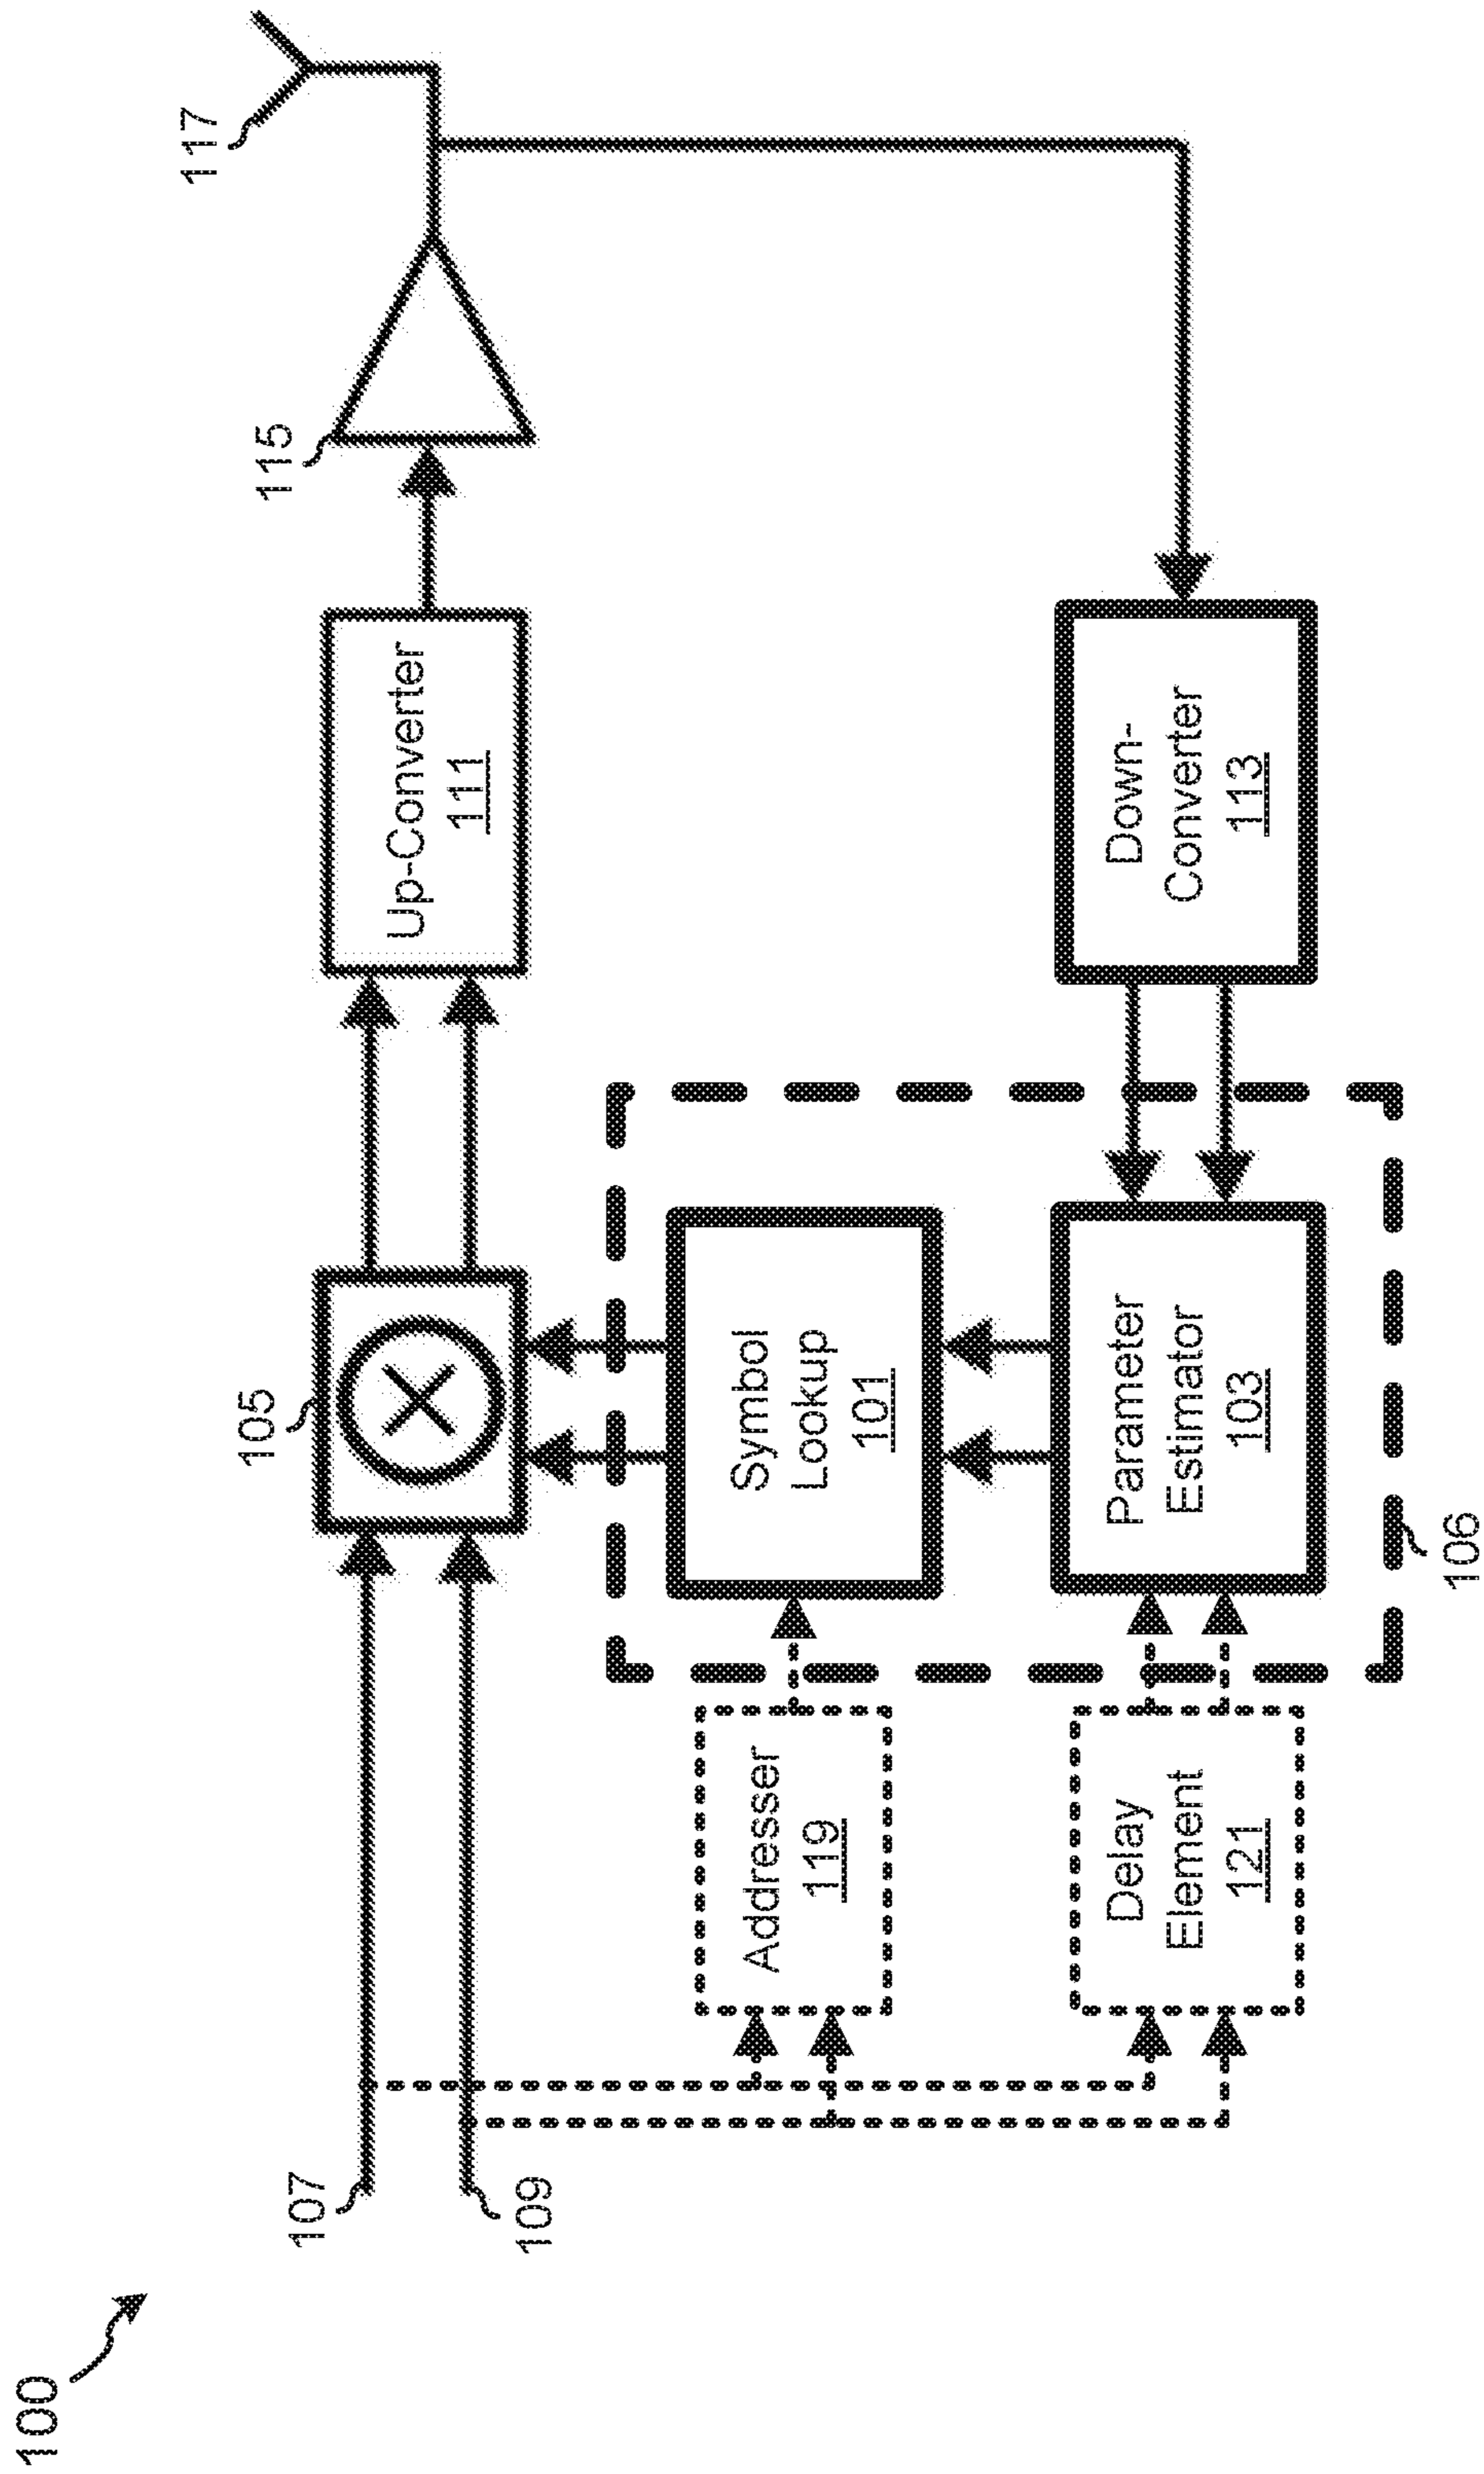 100
107
109
105
Up-Converter
111
115
117
Addresser
119
Symbol
Lookup
101
Delay
Element
121
Parameter
Estimator
103
Down-
Converter
113
106